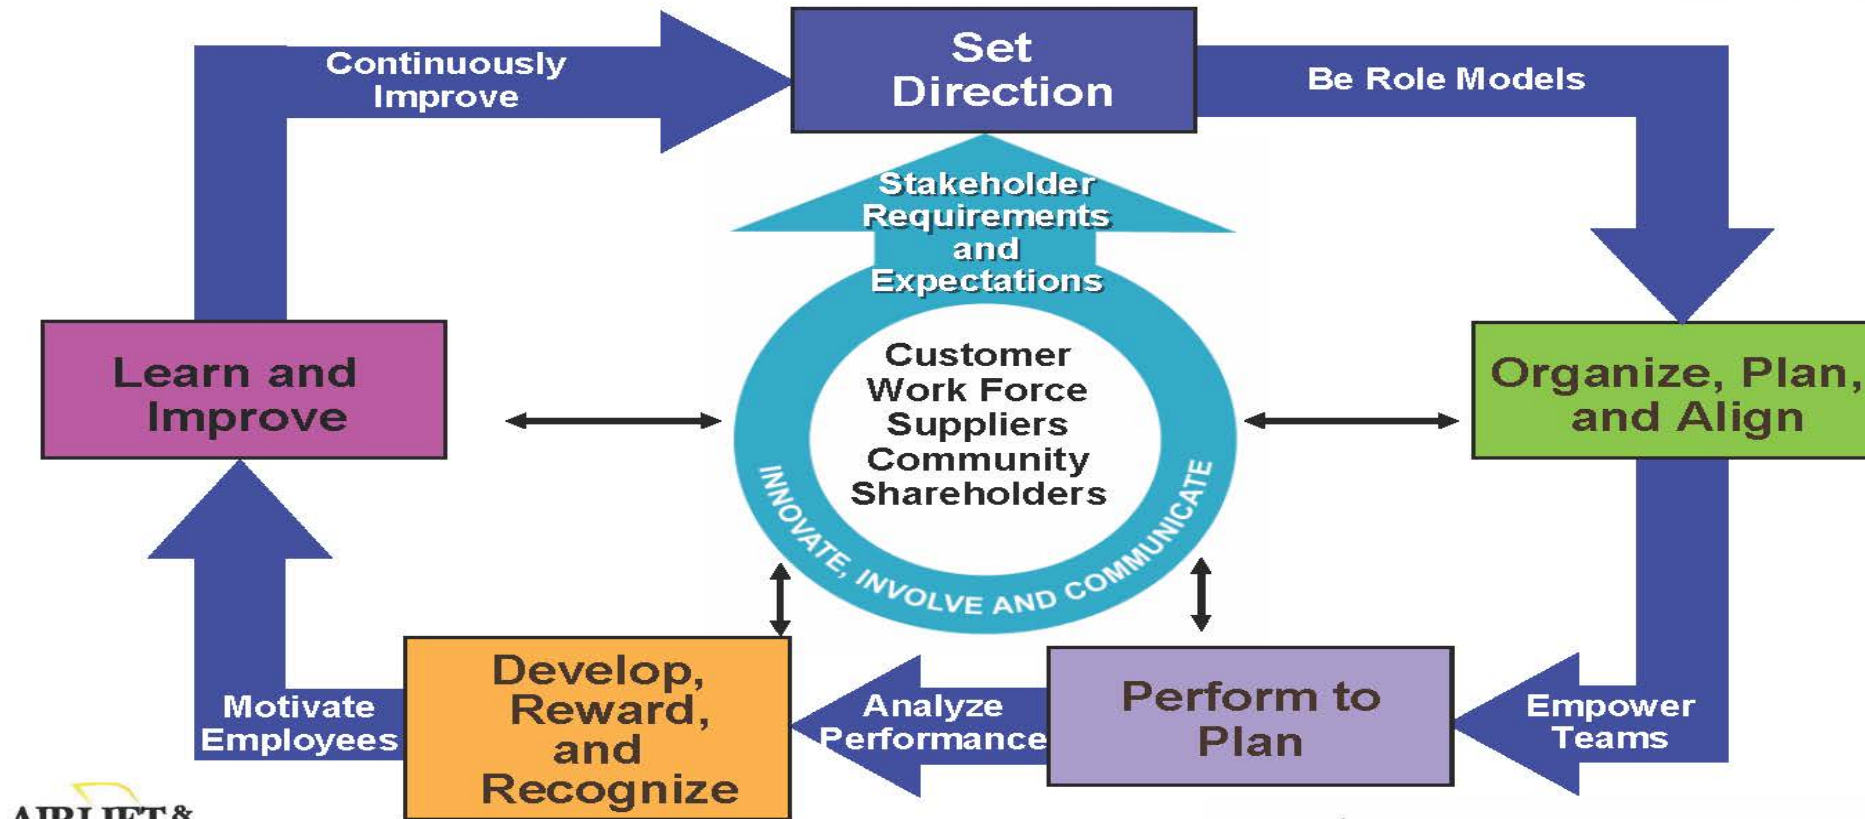 Set
Direction
Continuously
Improve
Be Role Models
Stakeholder
Requirements
and
Expectations
Learn and
Improve
Customer
Work Force
Suppliers
Community
Shareholders
INNOVATE, INVOLVE AND COMMUNICATE
Organize, Plan,
and Align
Develop,
Reward,
and
Recognize
Motivate
Employees
Analyze
Performance
Perform to
Plan
Empower
Teams
AIRLIFT &